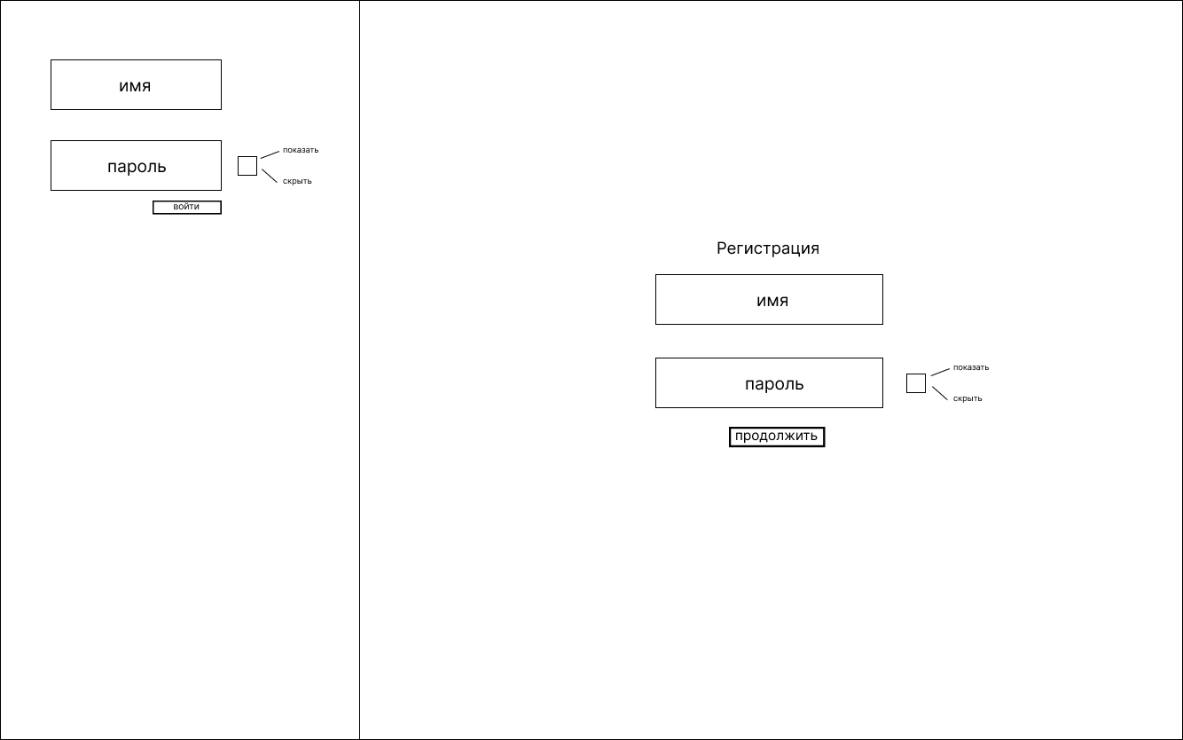 имя
пароль
показать
скрыть
войти
Регистрация
имя
пароль
показать
скрыть
продолжить